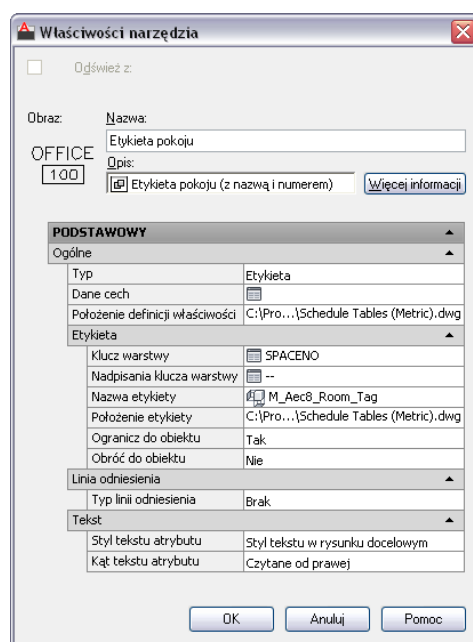 Właściwości narzędzia
Odśwież z:
Obraz:
Nazwa:
Etykieta pokoju
OFFICE
100
Opis:
Etykieta pokoju (z nazwą i numerem)
Więcej informacji
PODSTAWOWY
Ogólne
Typ Etykieta
Dane cech
Położenie definicji właściwości C:\Pro...\Schedule Tables (Metric).dwg
Etykieta
Klucz warstwy SPACENO
Nadpisania klucza warstwy --
Nazwa etykiety M_Aec8_Room_Tag
Położenie etykiety C:\Pro...\Schedule Tables (Metric).dwg
Ogranicz do obiektu Tak
Obróć do obiektu Nie
Linia odniesienia
Typ linii odniesienia Brak
Tekst
Styl tekstu atrybutu Styl tekstu w rysunku docelowym
Kąt tekstu atrybutu Czytane od prawej
OK Anuluj Pomoc